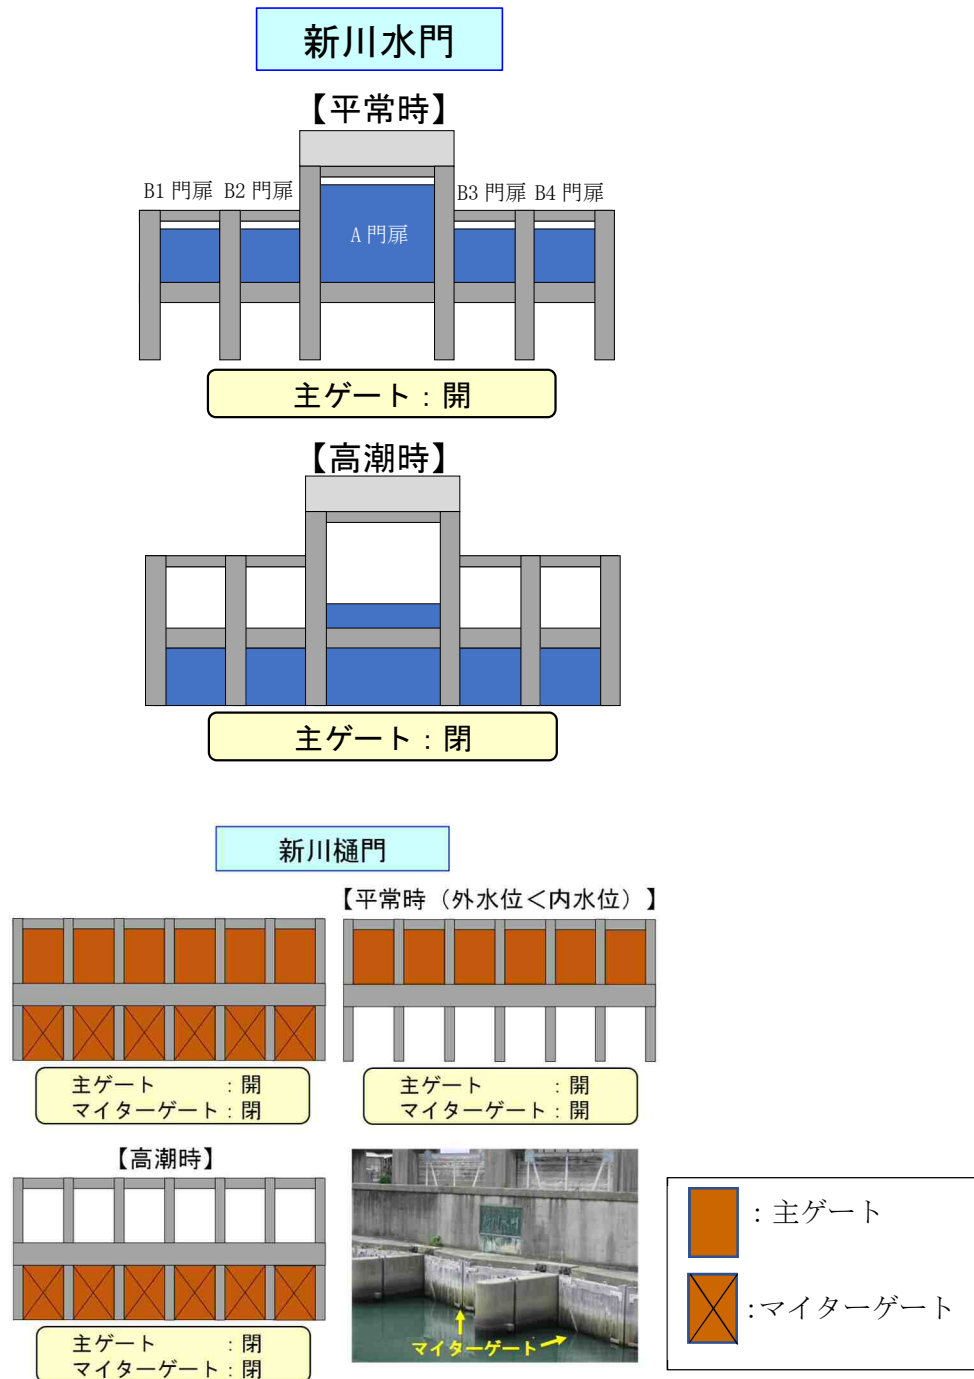 新川水門
【平常時】
B1 門扉 B2 門扉
B3 門扉 B4 門扉
A 門扉
主ゲート：開
【高潮時】
主ゲート：閉
新川樋門
【平常時（外水位＜内水位）】
主ゲート　　　：開
マイターゲート：閉
主ゲート　　　：開
マイターゲート：開
【高潮時】
主ゲート　　　：閉
マイターゲート：閉
マイターゲート
：主ゲート
：マイターゲート